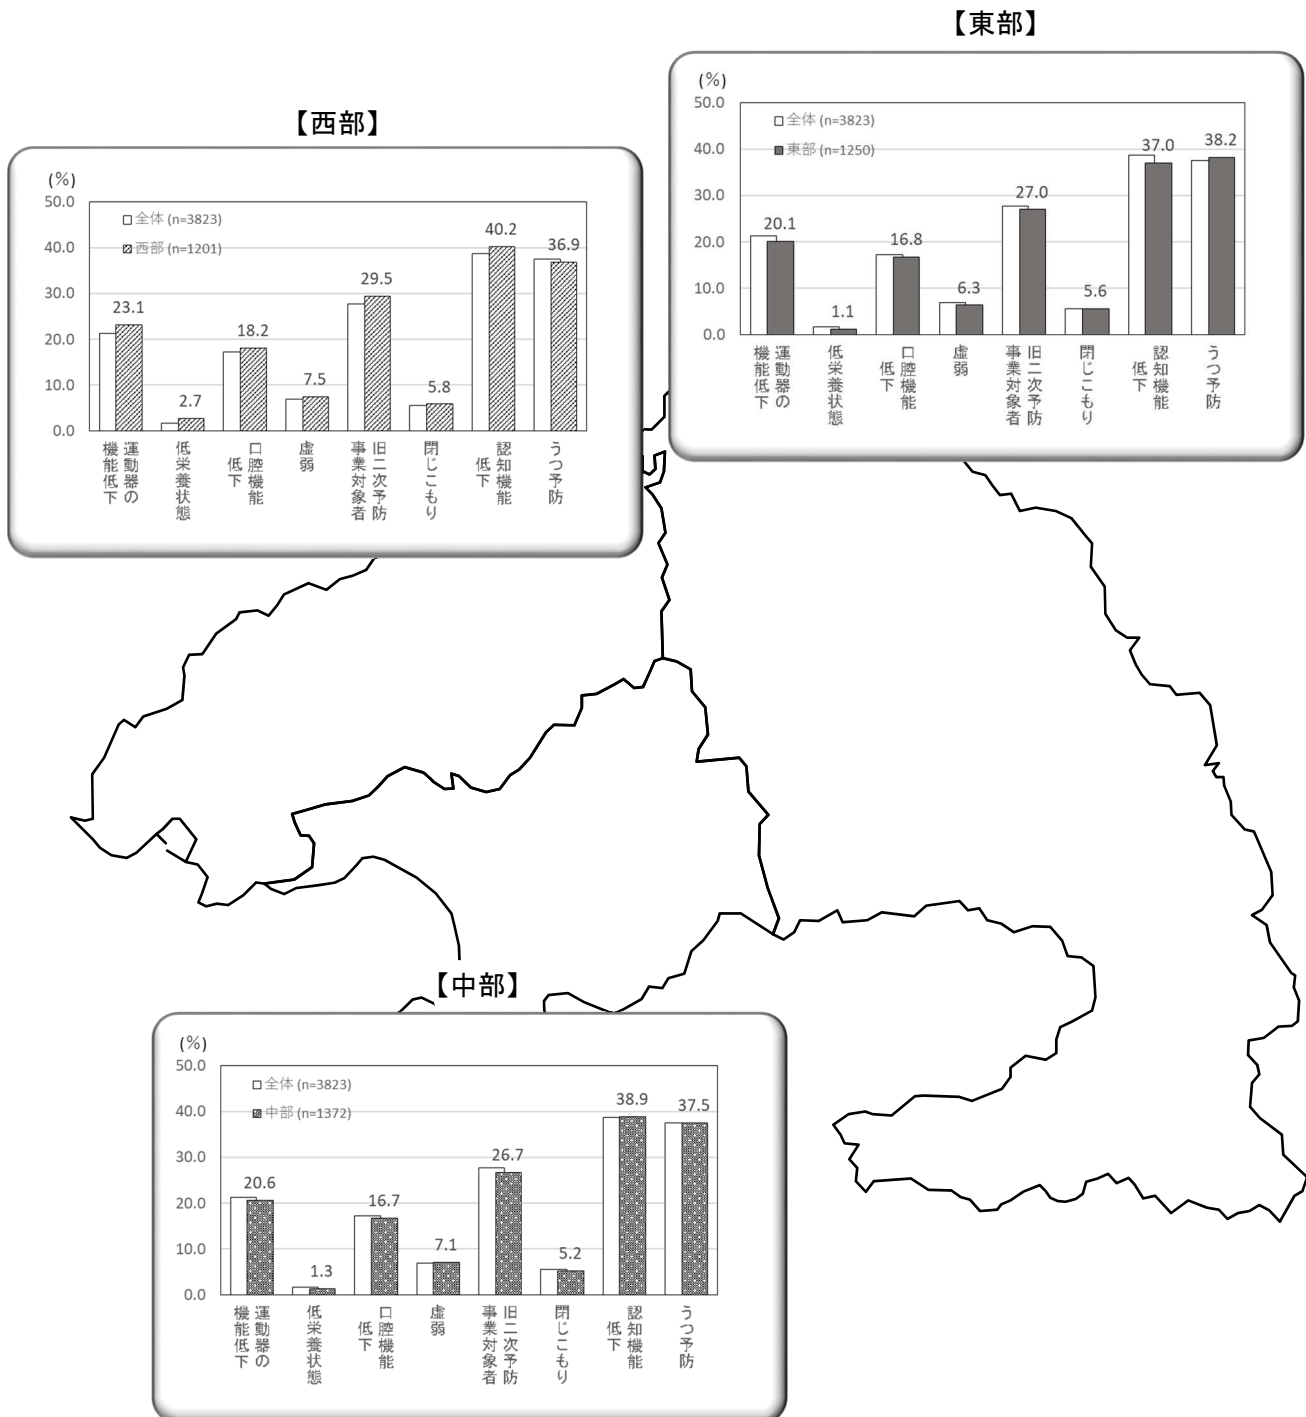 【東部】
(%)
50.0
40.0
30.0
20.0
10.0
0.0
全体 (n=3823)
東部 (n=1250)
20.1
1.1
16.8
6.3
27.0
5.6
37.0
38.2
運動器の
機能低下
低栄養状態
口腔機能
低下
虚弱
旧二次予防
事業対象者
閉じこもり
認知機能
低下
うつ予防
【西部】
(%)
50.0
40.0
30.0
20.0
10.0
0.0
全体 (n=3823)
西部 (n=1201)
23.1
2.7
18.2
7.5
29.5
5.8
40.2
36.9
運動器の
機能低下
低栄養状態
口腔機能
低下
虚弱
旧二次予防
事業対象者
閉じこもり
認知機能
低下
うつ予防
【中部】
(%)
50.0
40.0
30.0
20.0
10.0
0.0
全体 (n=3823)
中部 (n=1372)
20.6
1.3
16.7
7.1
26.7
5.2
38.9
37.5
運動器の
機能低下
低栄養状態
口腔機能
低下
虚弱
旧二次予防
事業対象者
閉じこもり
認知機能
低下
うつ予防